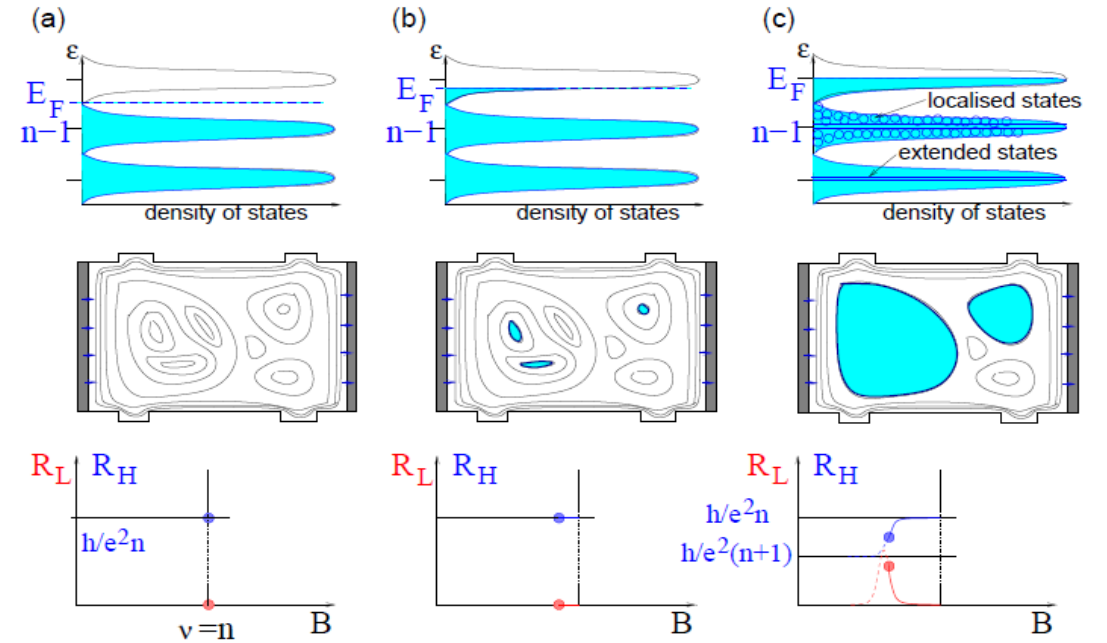 (a)
ε
E_F
n−1
density of states
R_L R_H
h/e²n
ν =n
B
(b)
ε
E_F
n−1
density of states
R_L R_H
B
(c)
ε
E_F
localised states
n−1
extended states
density of states
R_L R_H
h/e²n
h/e²(n+1)
B